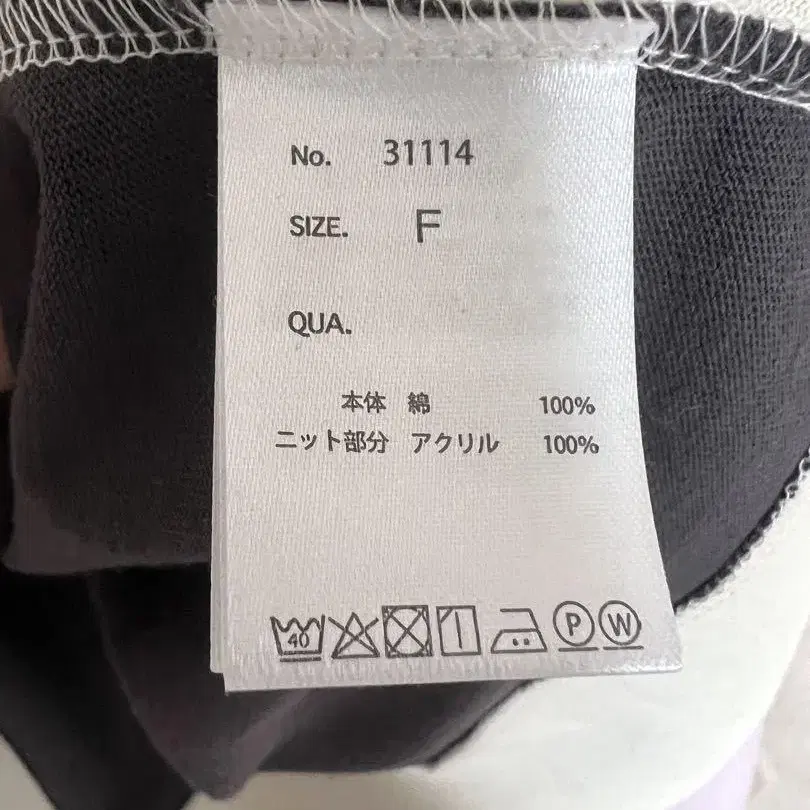 No. 31114
SIZE. F
QUA.
本体 綿 100%
ニット部分 アクリル 100%
40 P W